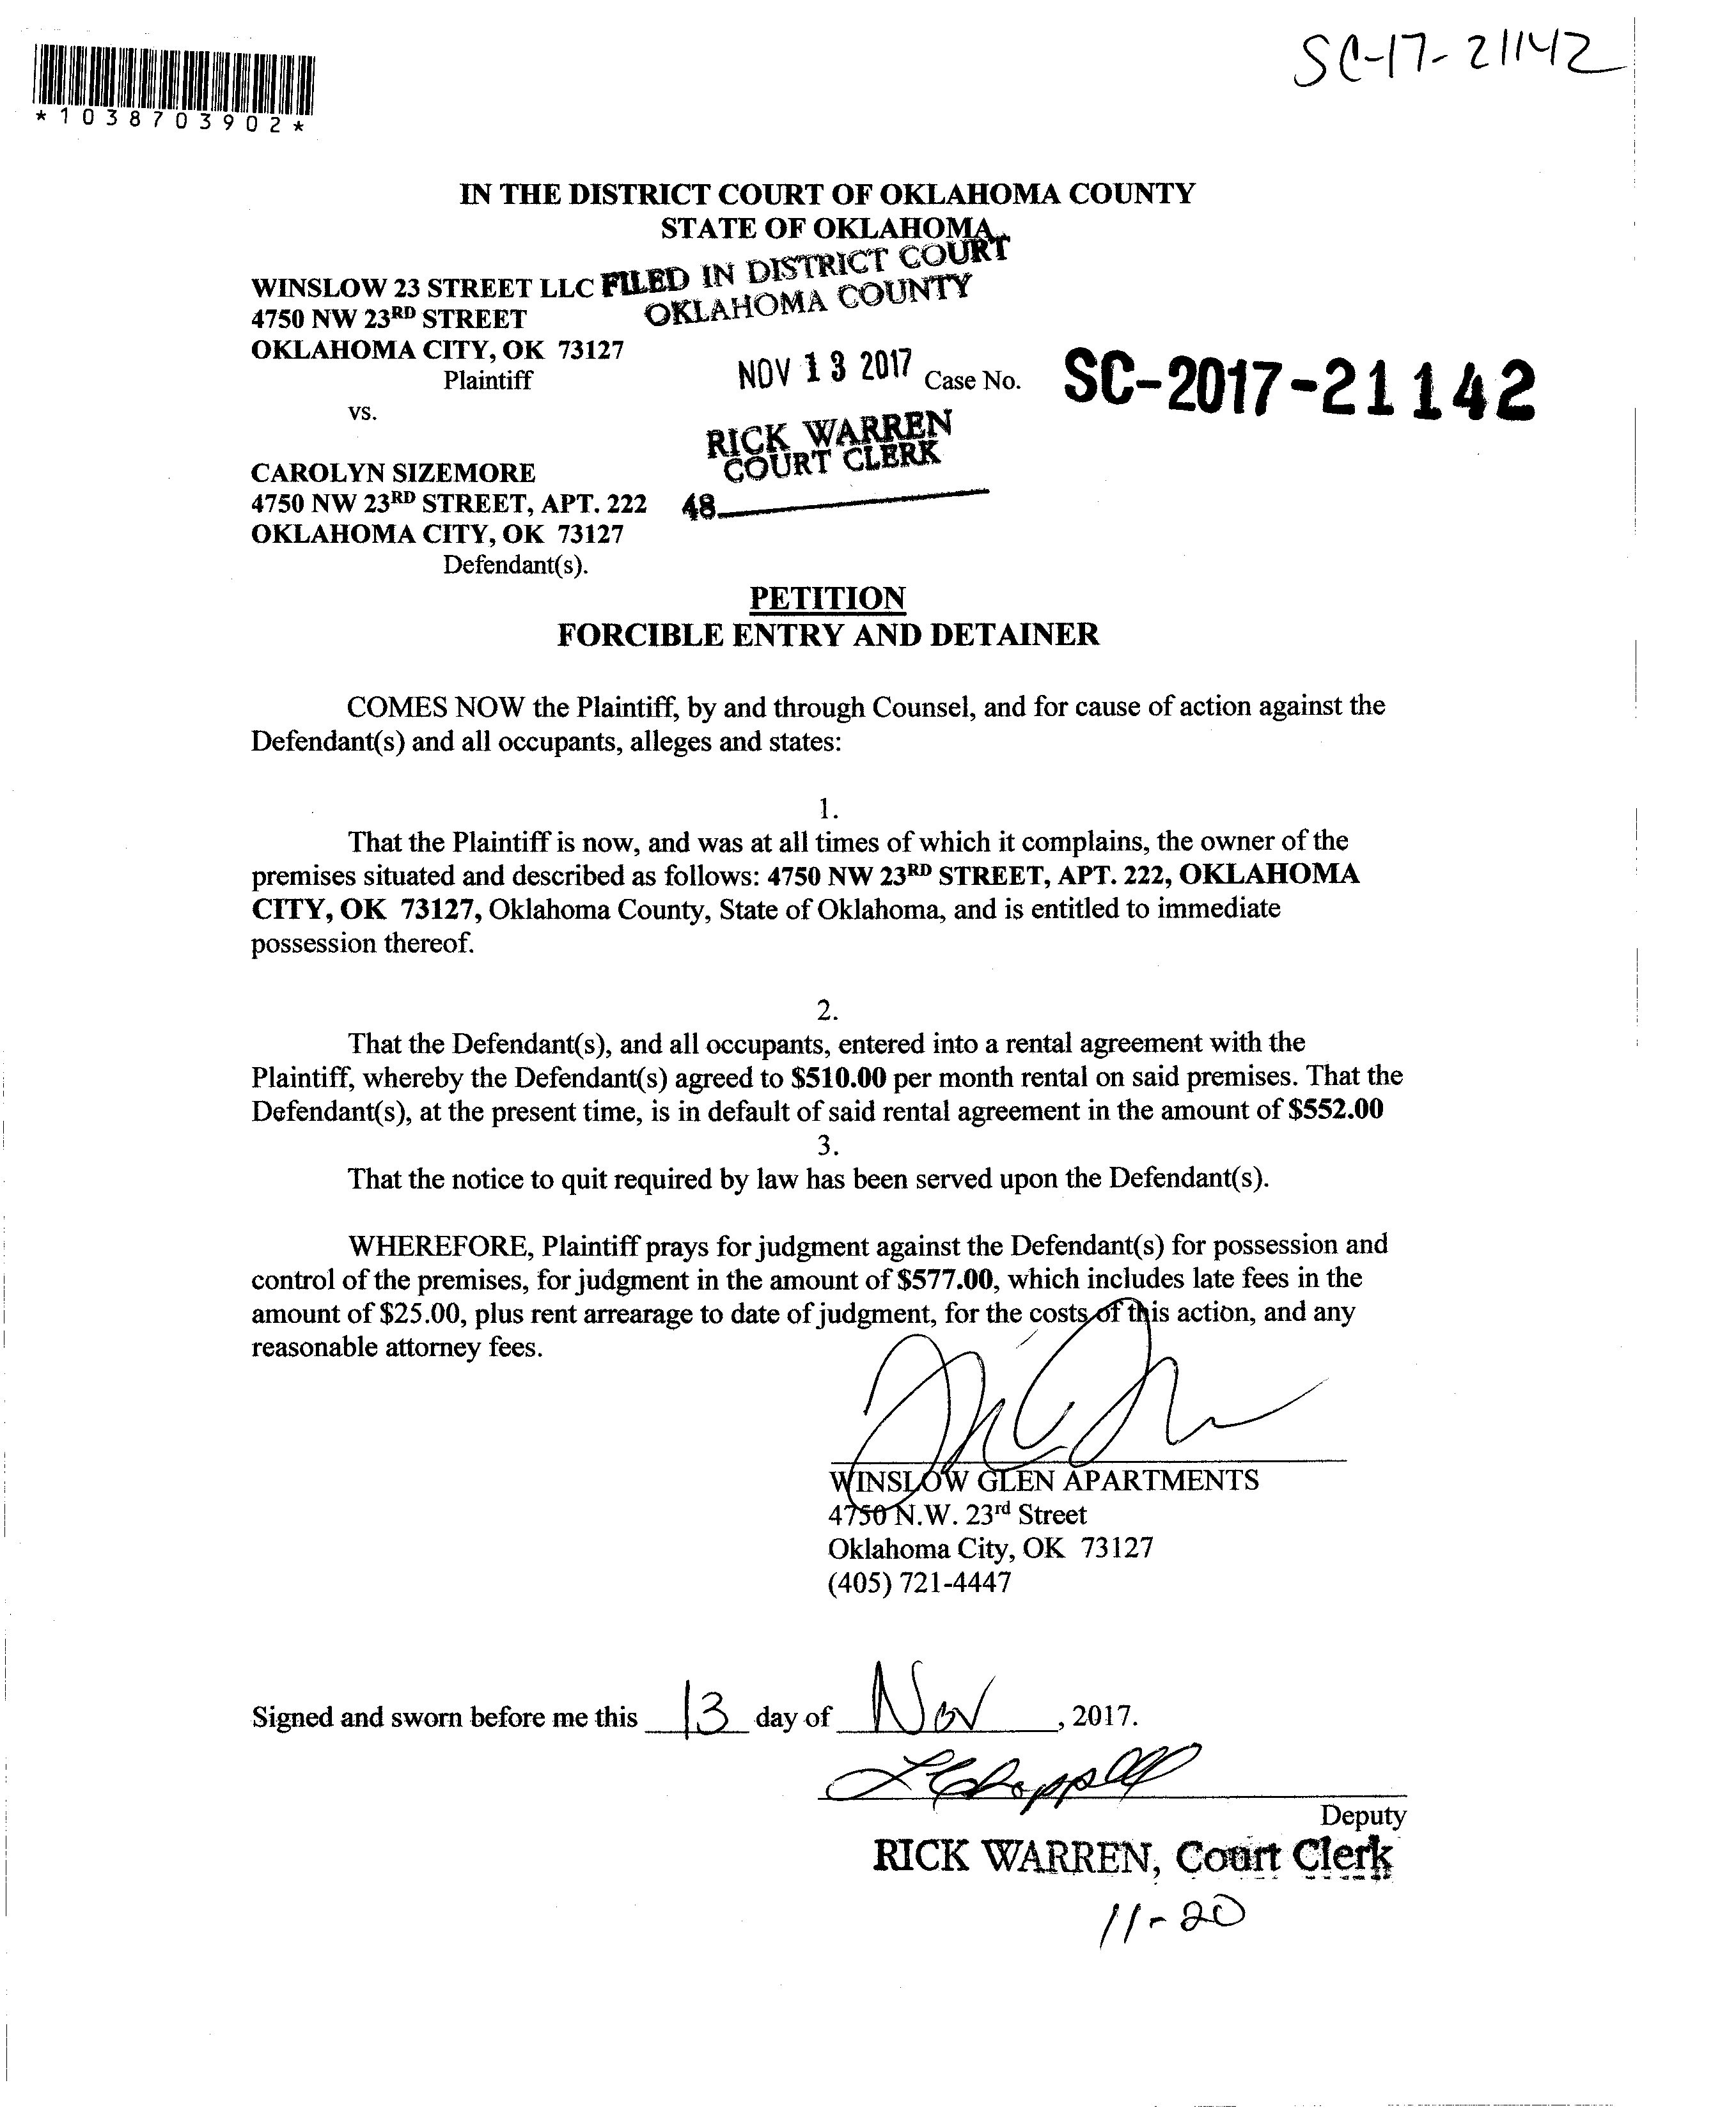 SC-17-21142
*1038703902*
IN THE DISTRICT COURT OF OKLAHOMA COUNTY
STATE OF OKLAHOMA
FILED IN DISTRICT COURT
OKLAHOMA COUNTY
WINSLOW 23 STREET LLC
4750 NW 23RD STREET
OKLAHOMA CITY, OK 73127
Plaintiff
NOV 13 2017
Case No. SC-2017-21142
vs.
RICK WARREN
COURT CLERK
48
CAROLYN SIZEMORE
4750 NW 23RD STREET, APT. 222
OKLAHOMA CITY, OK 73127
Defendant(s).
PETITION
FORCIBLE ENTRY AND DETAINER
COMES NOW the Plaintiff, by and through Counsel, and for cause of action against the
Defendant(s) and all occupants, alleges and states:
1.
That the Plaintiff is now, and was at all times of which it complains, the owner of the
premises situated and described as follows: 4750 NW 23RD STREET, APT. 222, OKLAHOMA
CITY, OK 73127, Oklahoma County, State of Oklahoma, and is entitled to immediate
possession thereof.
2.
That the Defendant(s), and all occupants, entered into a rental agreement with the
Plaintiff, whereby the Defendant(s) agreed to $510.00 per month rental on said premises. That the
Defendant(s), at the present time, is in default of said rental agreement in the amount of $552.00
3.
That the notice to quit required by law has been served upon the Defendant(s).
WHEREFORE, Plaintiff prays for judgment against the Defendant(s) for possession and
control of the premises, for judgment in the amount of $577.00, which includes late fees in the
amount of $25.00, plus rent arrearage to date of judgment, for the costs of this action, and any
reasonable attorney fees.
WINSLOW GLEN APARTMENTS
4750 N.W. 23rd Street
Oklahoma City, OK 73127
(405) 721-4447
Signed and sworn before me this 13 day of Nov, 2017.
Deputy
RICK WARREN, Court Clerk
11-20